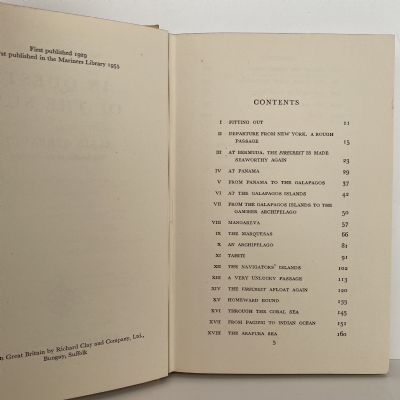 First published 1929
First published in the Mariners Library 1955
in Great Britain by Richard Clay and Company, Ltd.,
Bungay, Suffolk
CONTENTS
I FITTING OUT 11
II DEPARTURE FROM NEW YORK. A ROUGH
PASSAGE 15
III AT BERMUDA. THE FIRECREST IS MADE
SEAWORTHY AGAIN 23
IV AT PANAMA 29
V FROM PANAMA TO THE GALAPAGOS 37
VI AT THE GALAPAGOS ISLANDS 42
VII FROM THE GALAPAGOS ISLANDS TO THE
GAMBIER ARCHIPELAGO 50
VIII MANGAREVA 57
IX THE MARQUESAS 66
X AN ARCHIPELAGO 81
XI TAHITI 91
XII THE NAVIGATORS' ISLANDS 102
XIII A VERY UNLUCKY PASSAGE 113
XIV THE FIRECREST AFLOAT AGAIN 120
XV HOMEWARD BOUND 133
XVI THROUGH THE CORAL SEA 145
XVII FROM PACIFIC TO INDIAN OCEAN 151
XVIII THE ARAFURA SEA 160
5